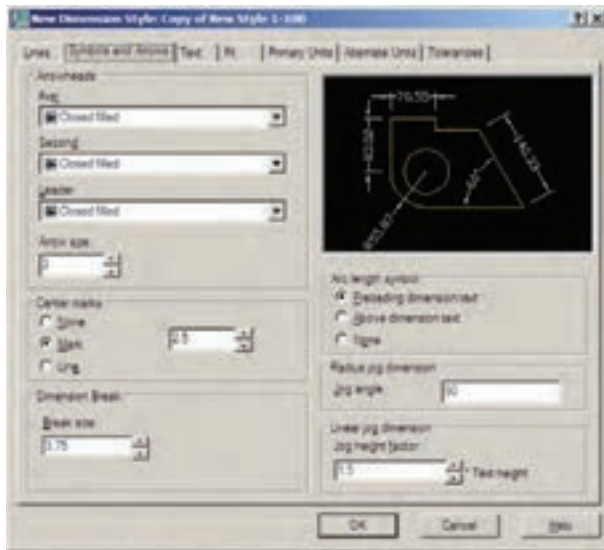 New Dimension Style: Copy of New Style 1-100
Lines Symbols and Arrows Text Fit Primary Units Alternate Units Tolerances
Arrowheads
First
Closed filled
Second
Closed filled
Leader
Closed filled
Arrow size
Center marks
None
Mark
2.5
Line
Dimension Break
Break size
3.75
Arc length symbol
Preceding dimension text
Above dimension text
None
Radius jog dimension
Jog angle
Linear jog dimension
Jog height factor
1.5
* Text height
OK Cancel Help